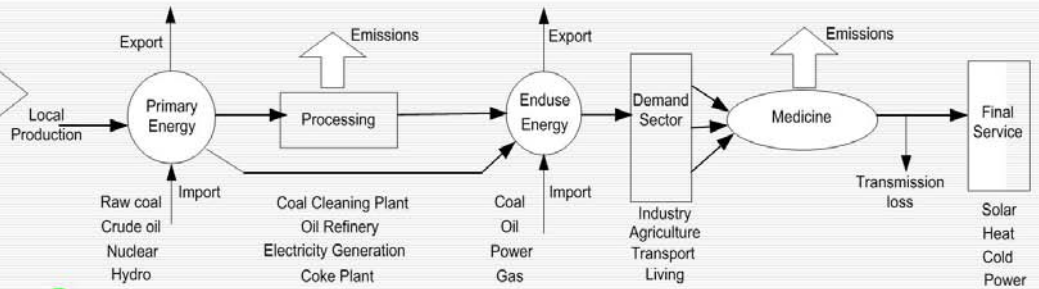 Export
Emissions
Export
Emissions
Local
Production
Primary
Energy
Processing
Enduse
Energy
Demand
Sector
Medicine
Final
Service
Import
Import
Transmission
loss
Raw coal
Crude oil
Nuclear
Hydro
Coal Cleaning Plant
Oil Refinery
Electricity Generation
Coke Plant
Coal
Oil
Power
Gas
Industry
Agriculture
Transport
Living
Solar
Heat
Cold
Power